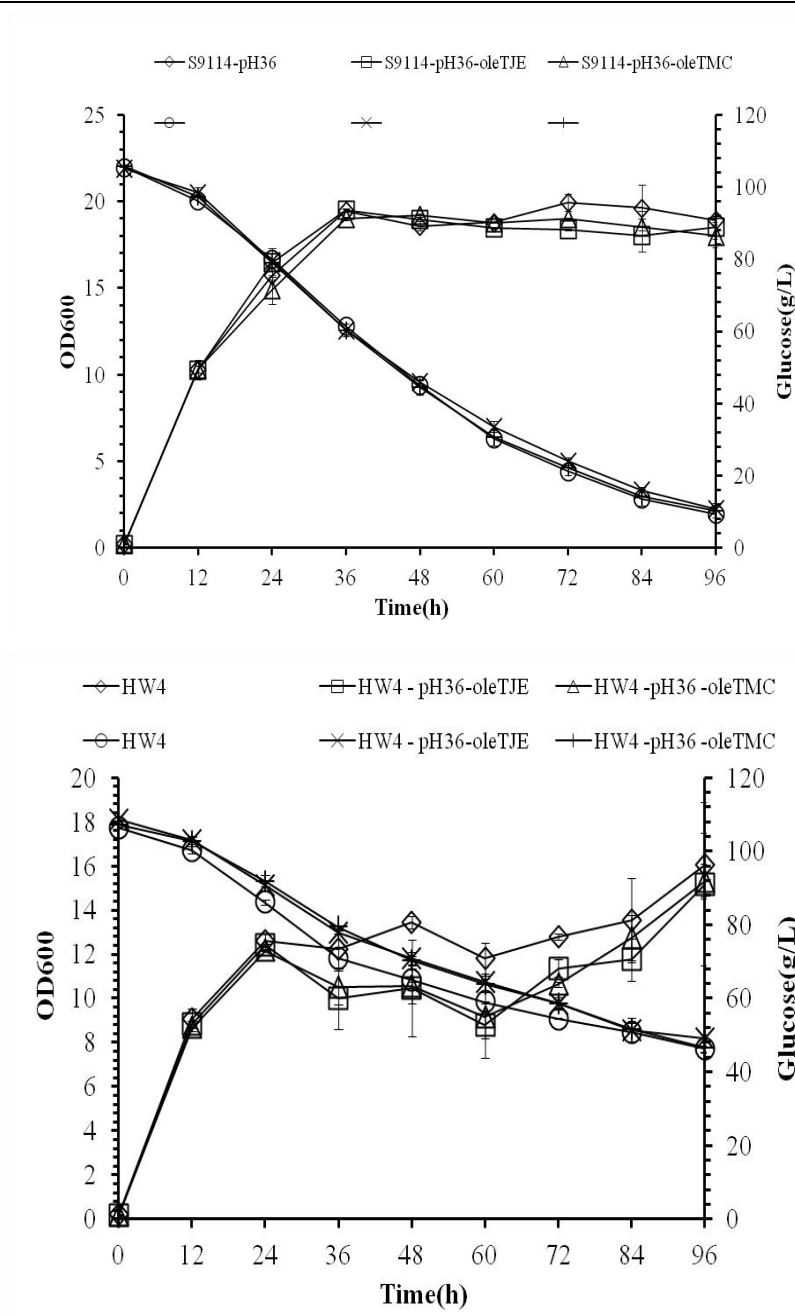 S9114-pH36 S9114-pH36-oleTJE S9114-pH36-oleTMC
25 120
20 100
15 80
10 60
5 40
0 20
0
OD600
Glucose(g/L)
0 12 24 36 48 60 72 84 96
Time(h)
HW4 HW4 - pH36-oleTJE HW4 -pH36 -oleTMC
HW4 HW4 - pH36-oleTJE HW4 -pH36 -oleTMC
20 120
18 100
16 80
14 60
12 40
10 20
8 0
6
4
2
0
OD600
Glucose(g/L)
0 12 24 36 48 60 72 84 96
Time(h)